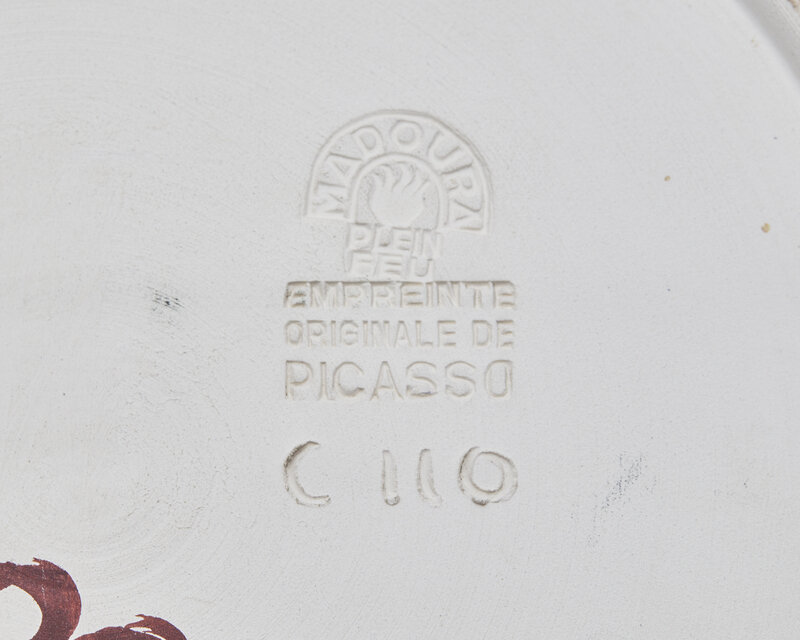 MADOURA
PLEIN
FEU
EMPREINTE
ORIGINALE DE
PICASSO
C 110